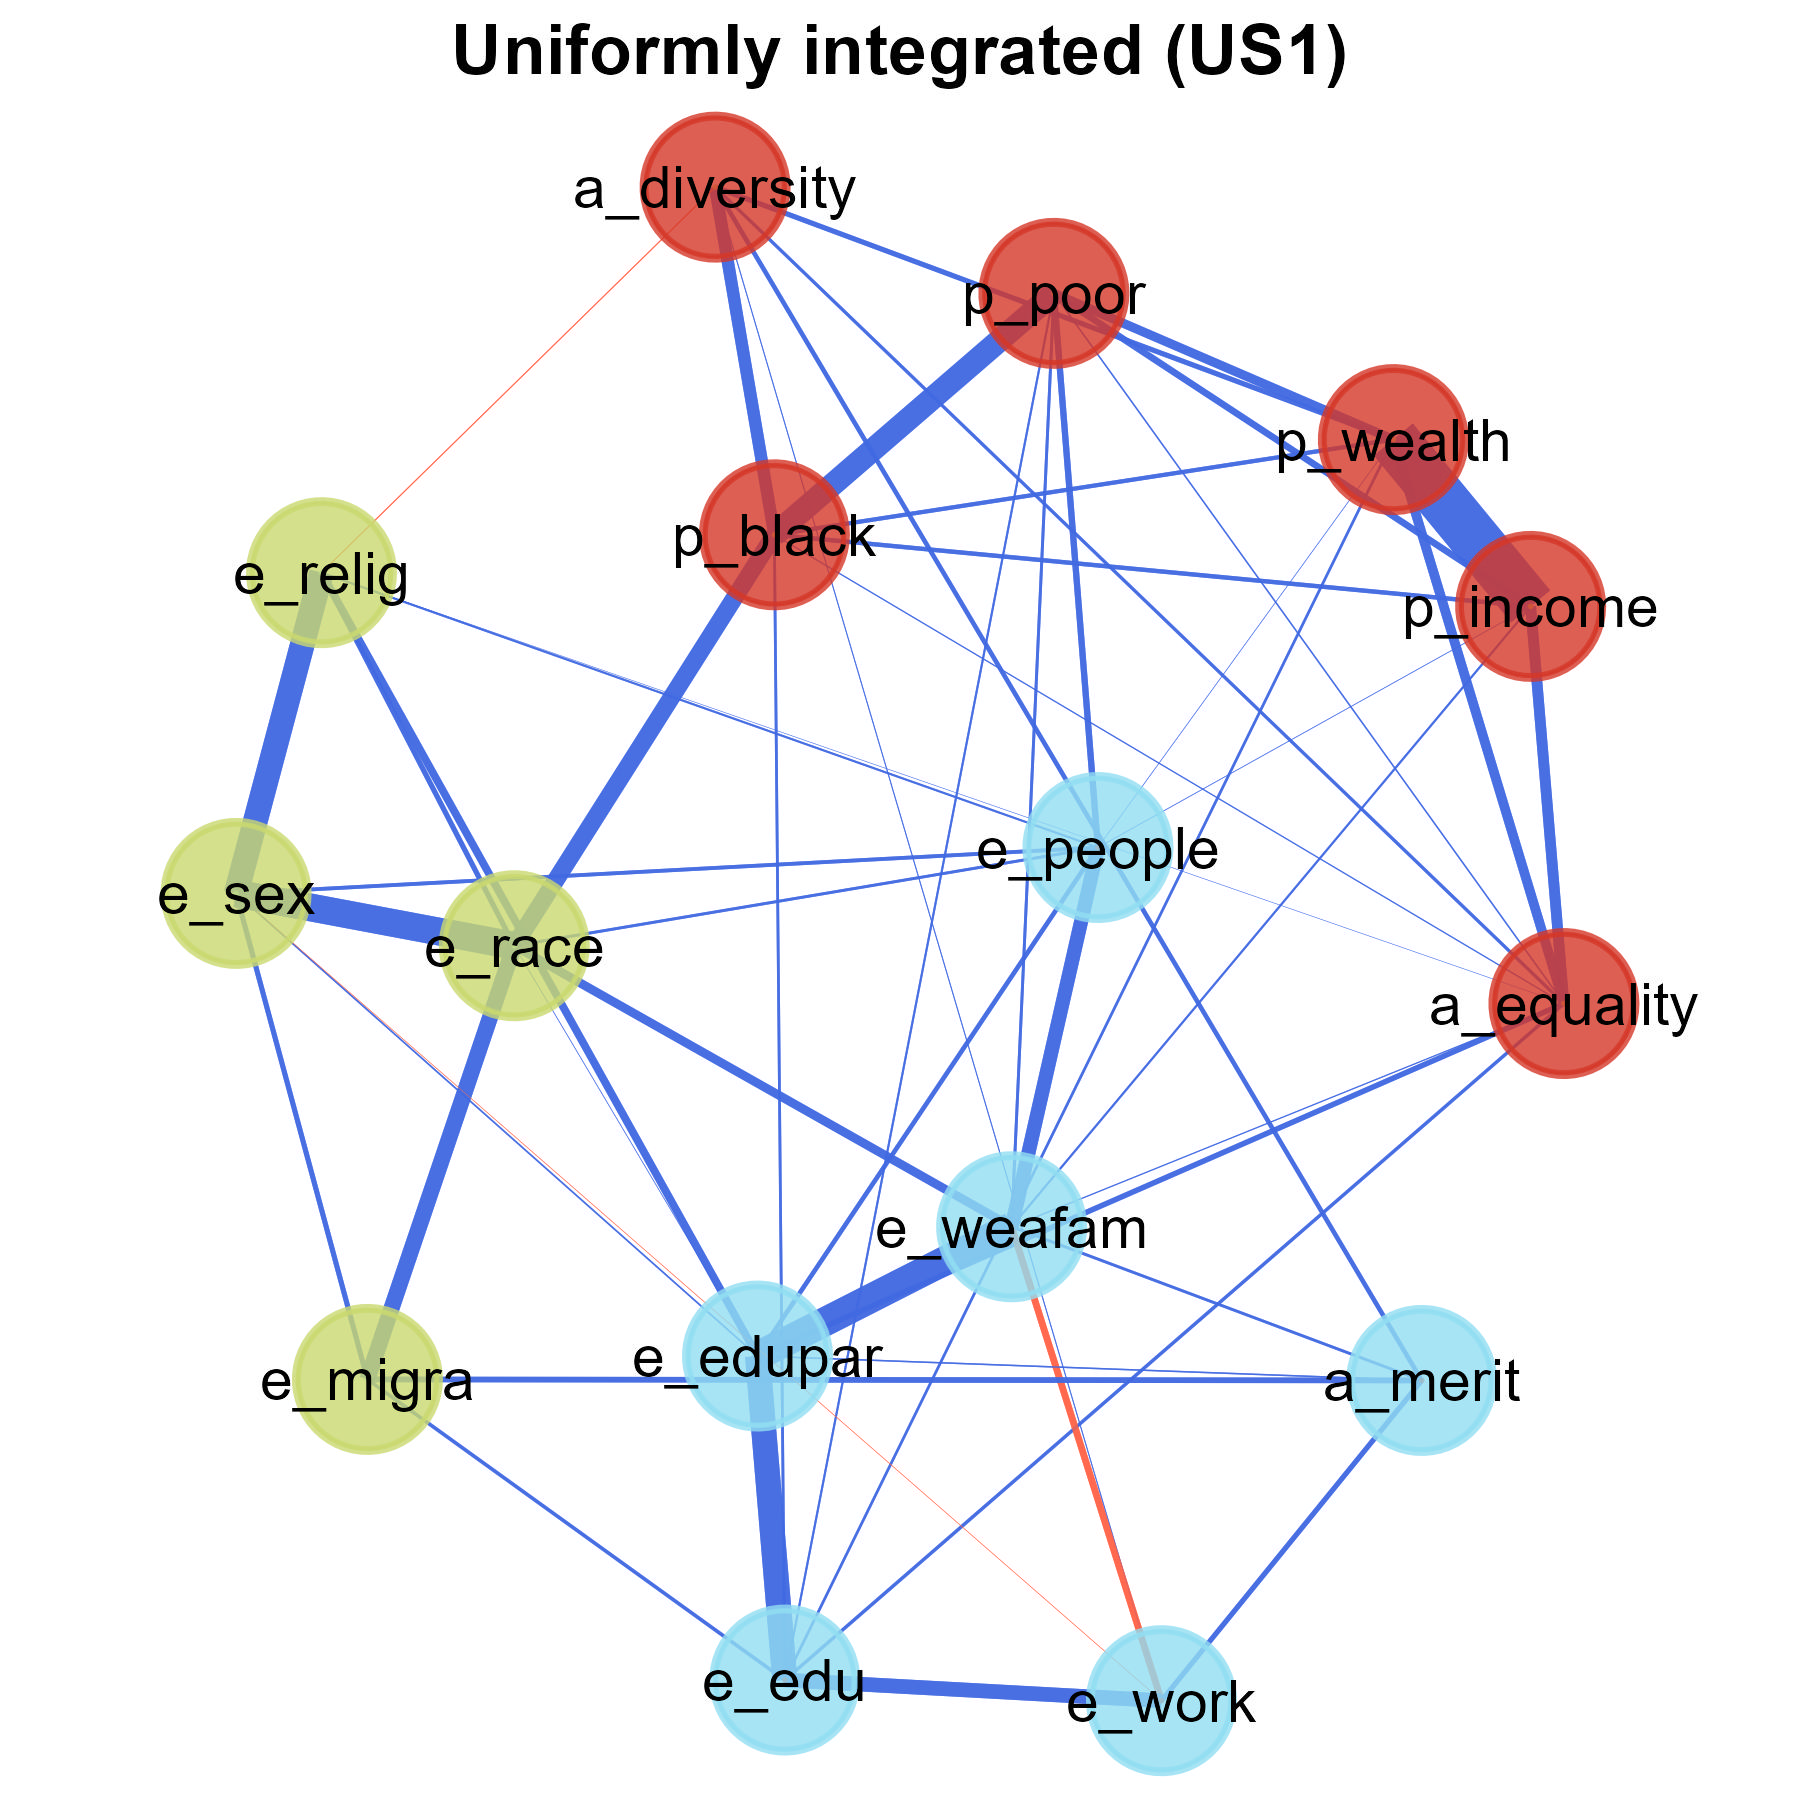 Uniformly integrated (US1)
a_diversity
p_poor
p_wealth
p_black
e_relig
p_income
e_people
e_sex
e_race
a_equality
e_weafam
e_edupar
e_migra
a_merit
e_edu
e_work